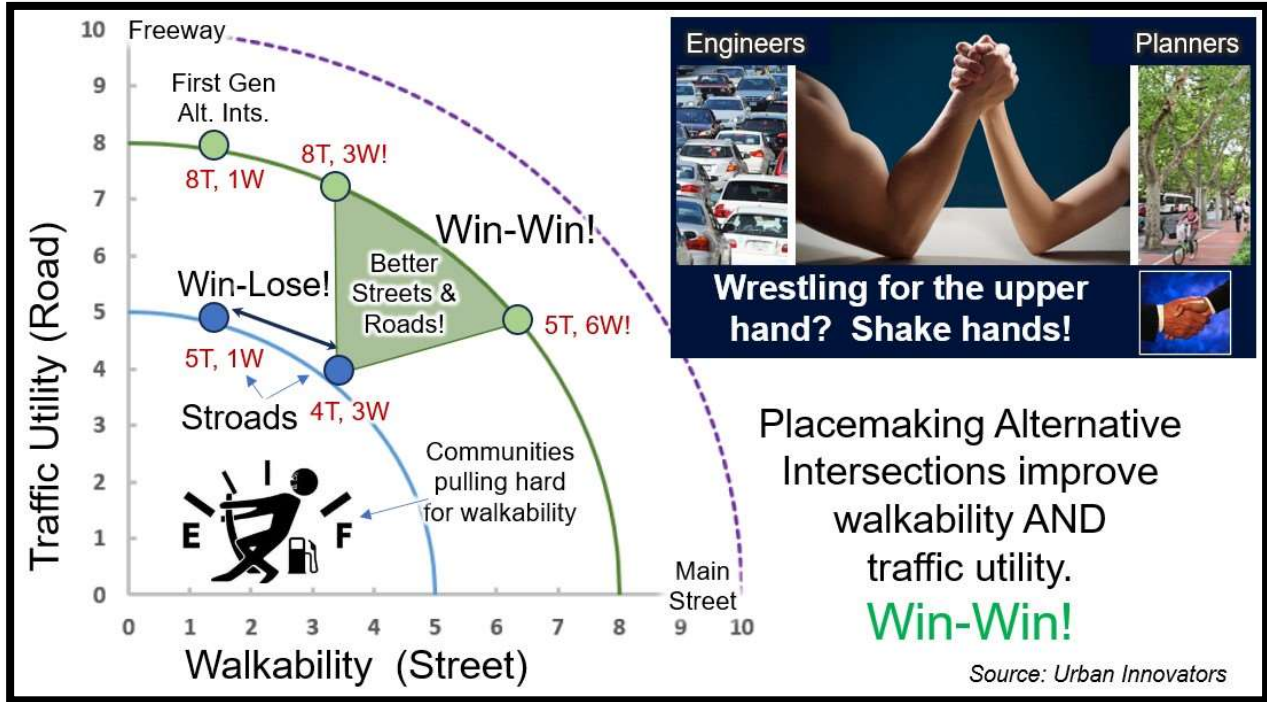 10
Freeway
9
First Gen
Alt. Ints.
8
8T, 3W!
8T, 1W
7
Win-Win!
6
Better
Streets &
Roads!
Win-Lose!
5
5T, 6W!
5T, 1W
4
4T, 3W
Stroads
3
Communities
pulling hard
for walkability
2
E
F
1
Main
Street
0
0 1 2 3 4 5 6 7 8 9 10
Traffic Utility (Road)
Walkability (Street)
Engineers
Planners
Wrestling for the upper
hand? Shake hands!
Placemaking Alternative
Intersections improve
walkability AND
traffic utility.
Win-Win!
Source: Urban Innovators